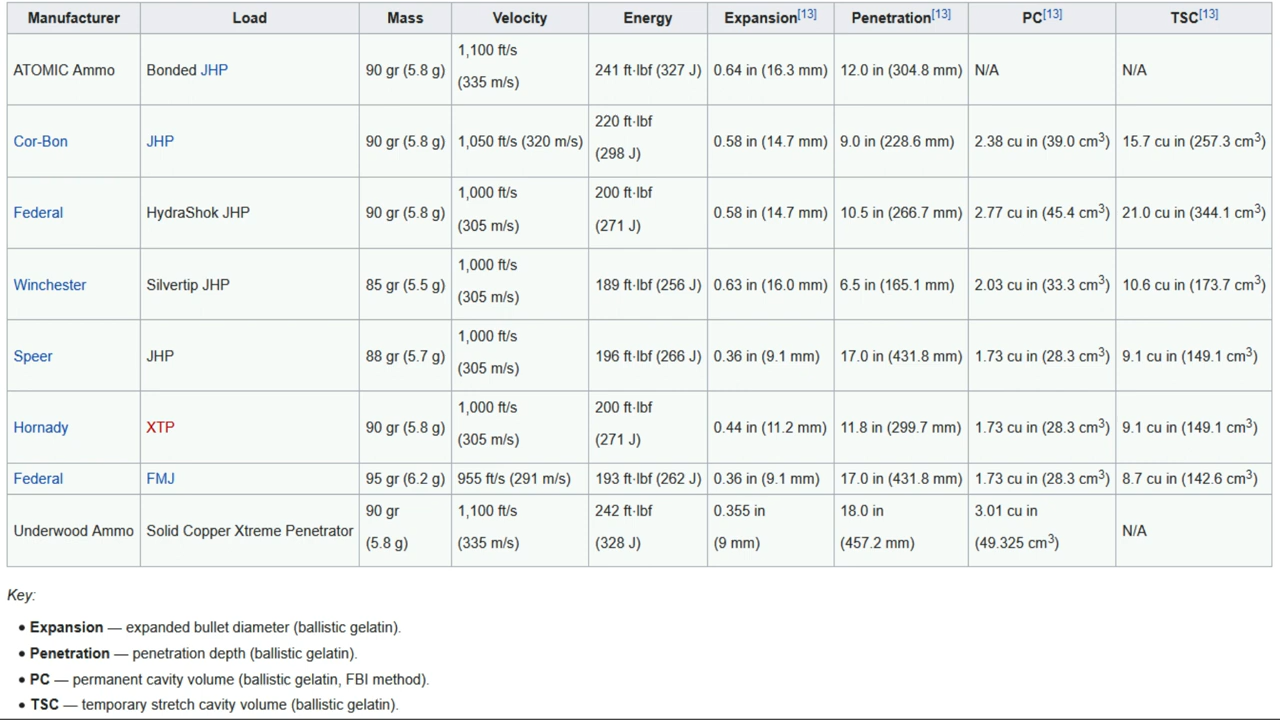 Manufacturer Load Mass Velocity Energy Expansion[13] Penetration[13] PC[13] TSC[13]
ATOMIC Ammo Bonded JHP 90 gr (5.8 g) 1,100 ft/s (335 m/s) 241 ft·lbf (327 J) 0.64 in (16.3 mm) 12.0 in (304.8 mm) N/A N/A
Cor-Bon JHP 90 gr (5.8 g) 1,050 ft/s (320 m/s) 220 ft·lbf (298 J) 0.58 in (14.7 mm) 9.0 in (228.6 mm) 2.38 cu in (39.0 cm³) 15.7 cu in (257.3 cm³)
Federal HydraShok JHP 90 gr (5.8 g) 1,000 ft/s (305 m/s) 200 ft·lbf (271 J) 0.58 in (14.7 mm) 10.5 in (266.7 mm) 2.77 cu in (45.4 cm³) 21.0 cu in (344.1 cm³)
Winchester Silvertip JHP 85 gr (5.5 g) 1,000 ft/s (305 m/s) 189 ft·lbf (256 J) 0.63 in (16.0 mm) 6.5 in (165.1 mm) 2.03 cu in (33.3 cm³) 10.6 cu in (173.7 cm³)
Speer JHP 88 gr (5.7 g) 1,000 ft/s (305 m/s) 196 ft·lbf (266 J) 0.36 in (9.1 mm) 17.0 in (431.8 mm) 1.73 cu in (28.3 cm³) 9.1 cu in (149.1 cm³)
Hornady XTP 90 gr (5.8 g) 1,000 ft/s (305 m/s) 200 ft·lbf (271 J) 0.44 in (11.2 mm) 11.8 in (299.7 mm) 1.73 cu in (28.3 cm³) 9.1 cu in (149.1 cm³)
Federal FMJ 95 gr (6.2 g) 955 ft/s (291 m/s) 193 ft·lbf (262 J) 0.36 in (9.1 mm) 17.0 in (431.8 mm) 1.73 cu in (28.3 cm³) 8.7 cu in (142.6 cm³)
Underwood Ammo Solid Copper Xtreme Penetrator 90 gr (5.8 g) 1,100 ft/s (335 m/s) 242 ft·lbf (328 J) 0.355 in (9 mm) 18.0 in (457.2 mm) 3.01 cu in (49.325 cm³) N/A
Key:
• Expansion — expanded bullet diameter (ballistic gelatin).
• Penetration — penetration depth (ballistic gelatin).
• PC — permanent cavity volume (ballistic gelatin, FBI method).
• TSC — temporary stretch cavity volume (ballistic gelatin).